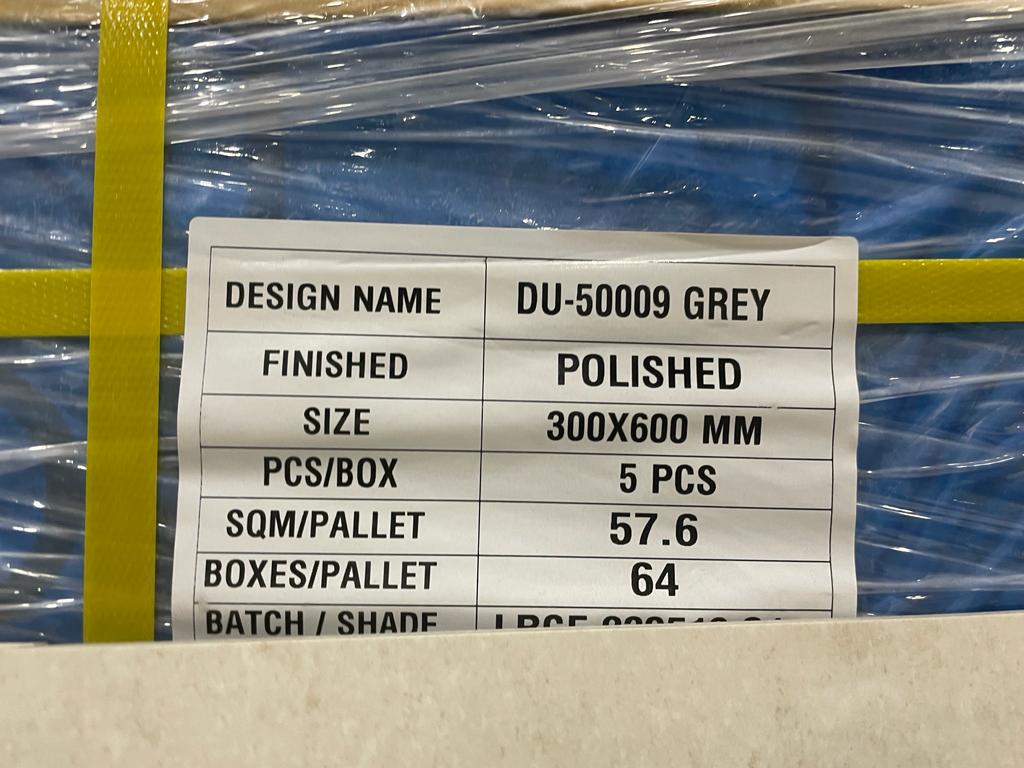 DESIGN NAME DU-50009 GREY
FINISHED POLISHED
SIZE 300X600 MM
PCS/BOX 5 PCS
SQM/PALLET 57.6
BOXES/PALLET 64
BATCH / SHADE